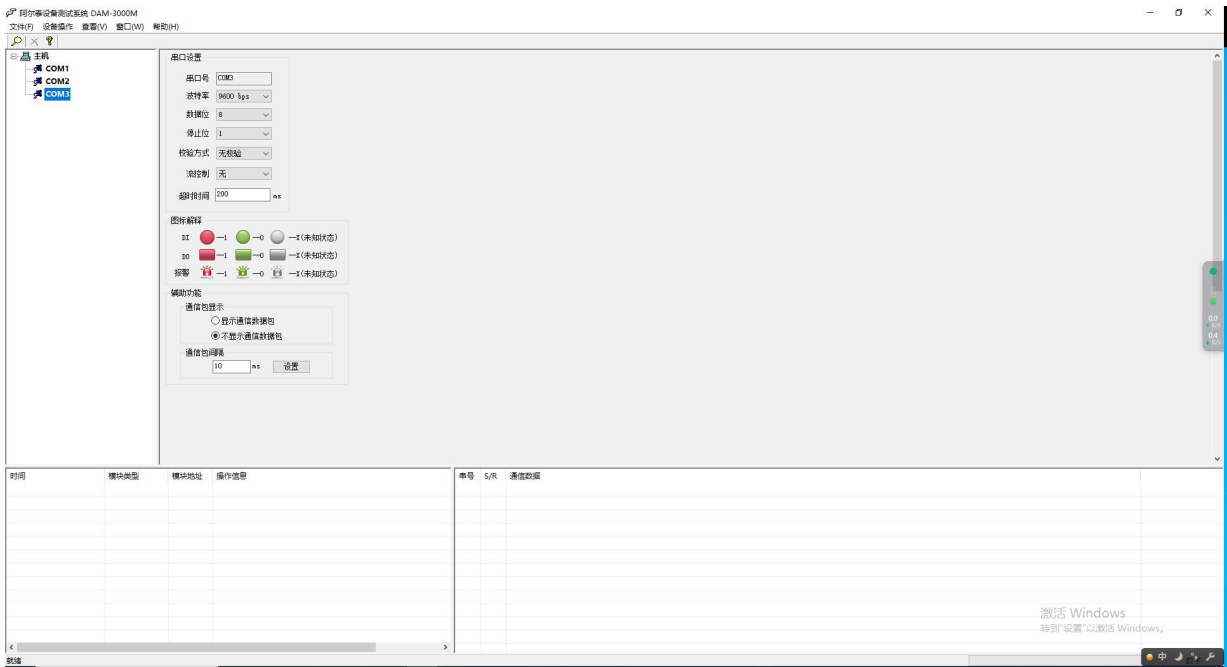 阿尔泰设备测试系统 DAM-3000M
文件(F) 设备操作 查看(V) 窗口(W) 帮助(H)
主机
COM1
COM2
COM3
串口设置
串口号 COM3
波特率 9600 bps
数据位 8
停止位 1
校验方式 无校验
流控制 无
超时时间 200 ms
图标解释
DI —1 —0 —X(未知状态)
DO —1 —0 —X(未知状态)
报警 —1 —0 —X(未知状态)
辅助功能
通信包显示
显示通信数据包
不显示通信数据包
通信包间隔
10 ms 设置
0.0
K/s
0.4
K/s
时间 模块类型 模块地址 操作信息
串号 S/R 通信数据
激活 Windows
转到"设置"以激活 Windows。
就绪
中